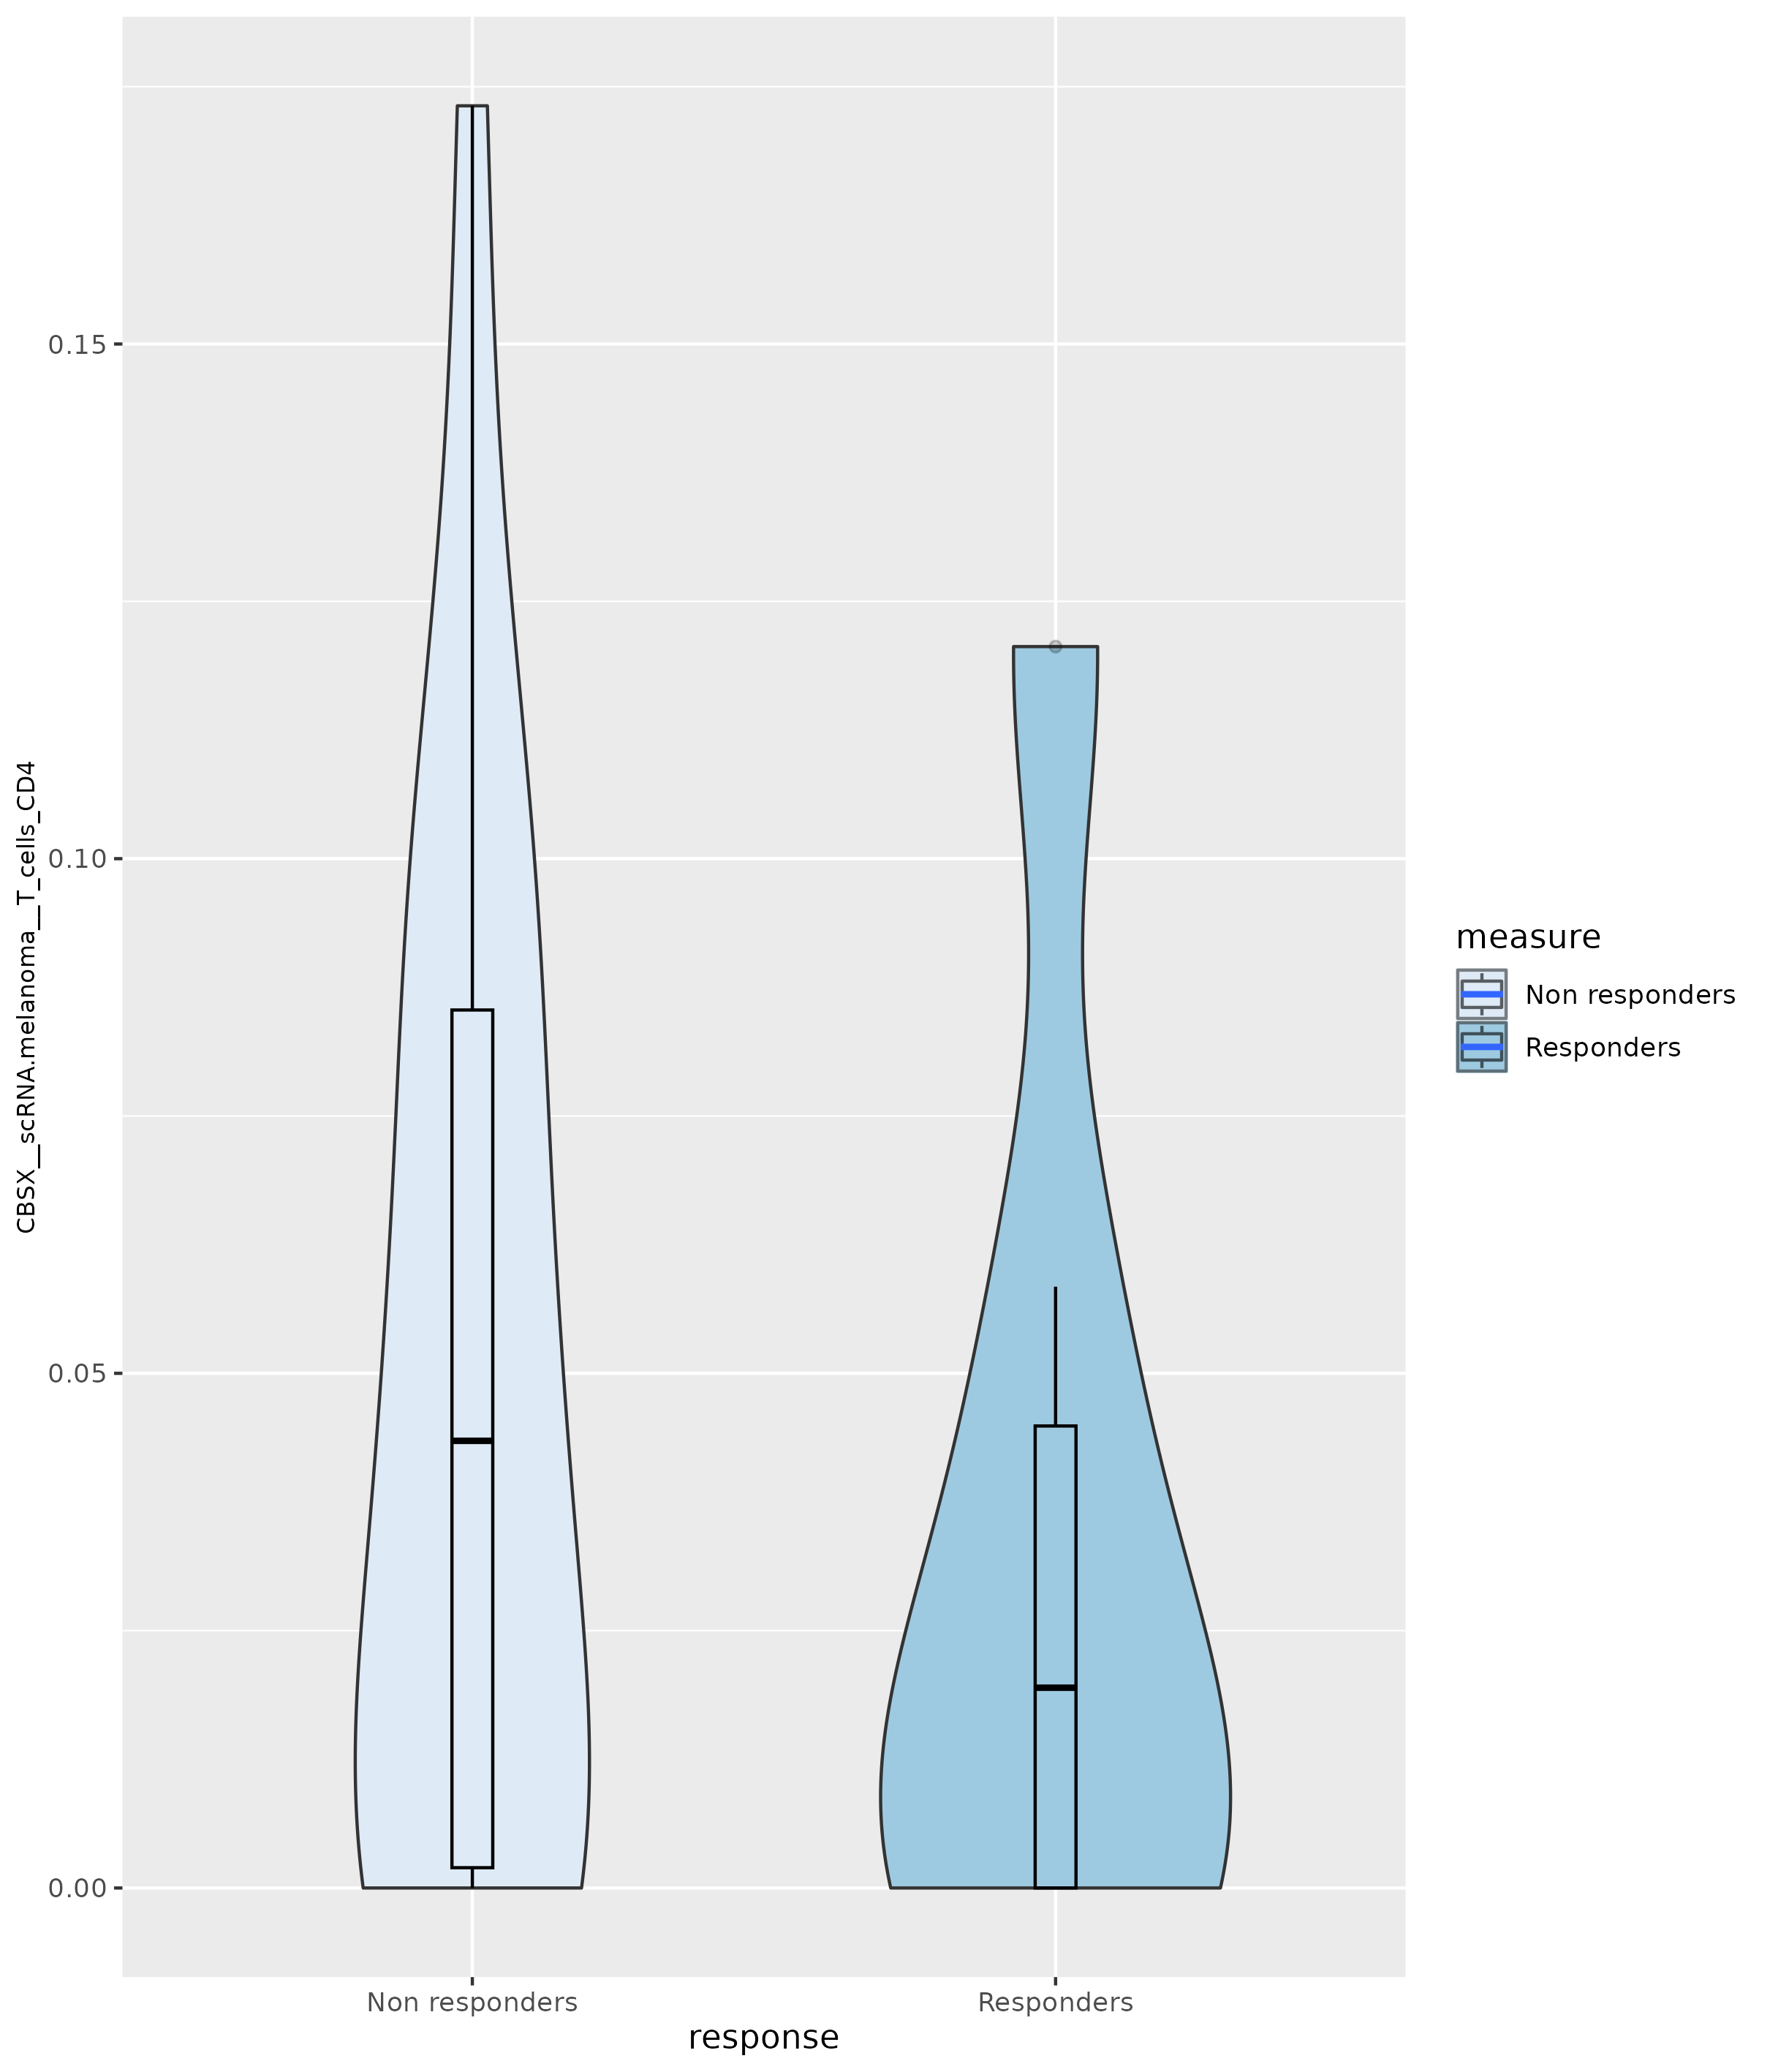 CBSX__scRNA.melanoma__T_cells_CD4
0.15
0.10
0.05
0.00
Non responders
Responders
response
measure
Non responders
Responders